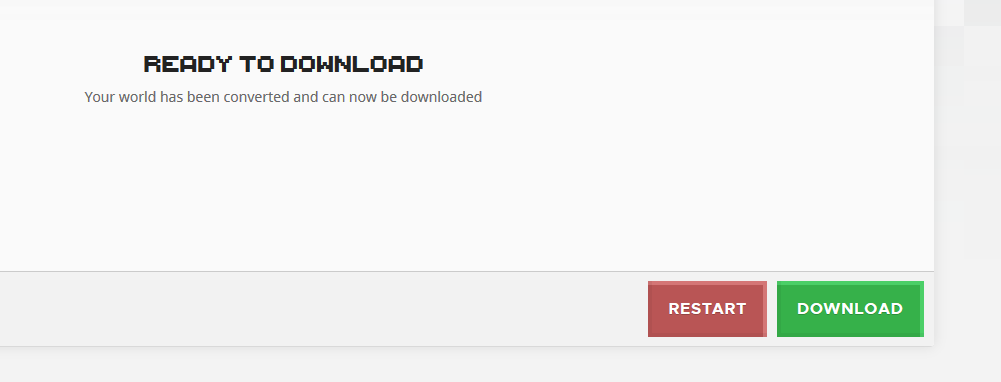 READY TO DOWNLOAD
Your world has been converted and can now be downloaded
RESTART
DOWNLOAD